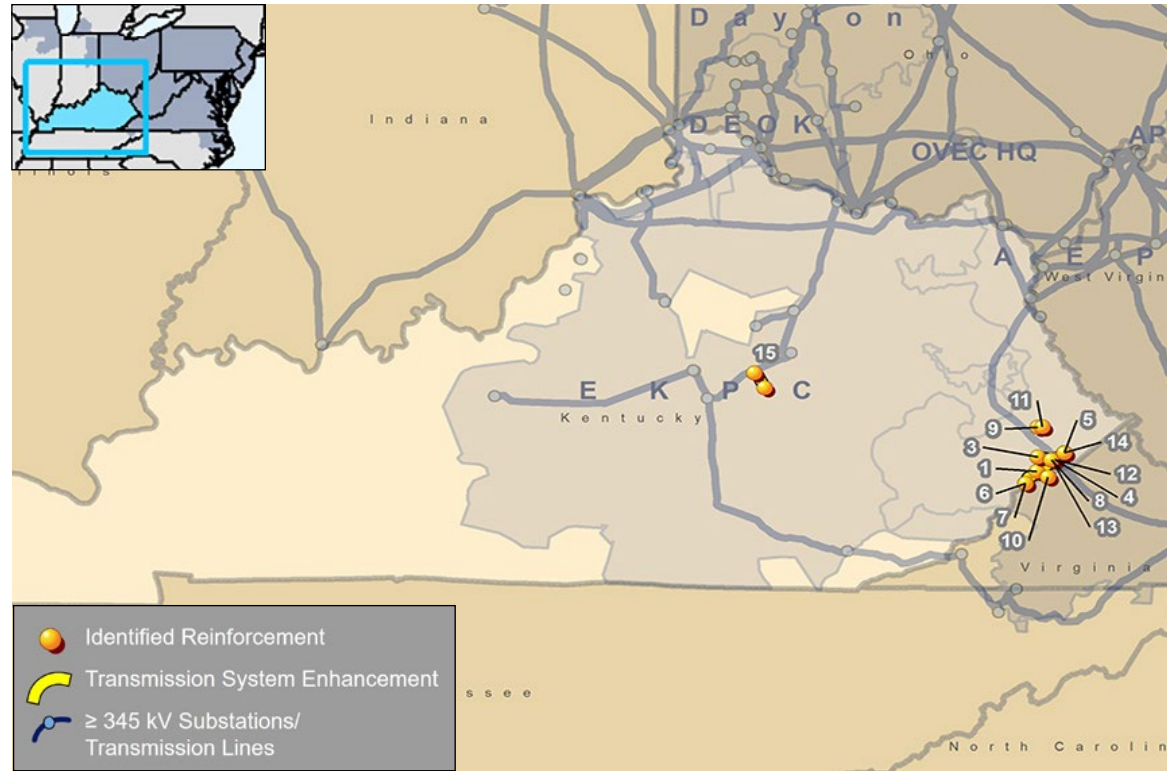 Dayton
Ohio
Indiana
DEOK
OVEC HQ
AP
AEP
West Virgin
15
EKPC
Kentucky
11
5
9
14
3
12
1
4
6
8
7
13
10
Virginia
Identified Reinforcement
Transmission System Enhancement
ssee
≥ 345 kV Substations/
Transmission Lines
North Carolin